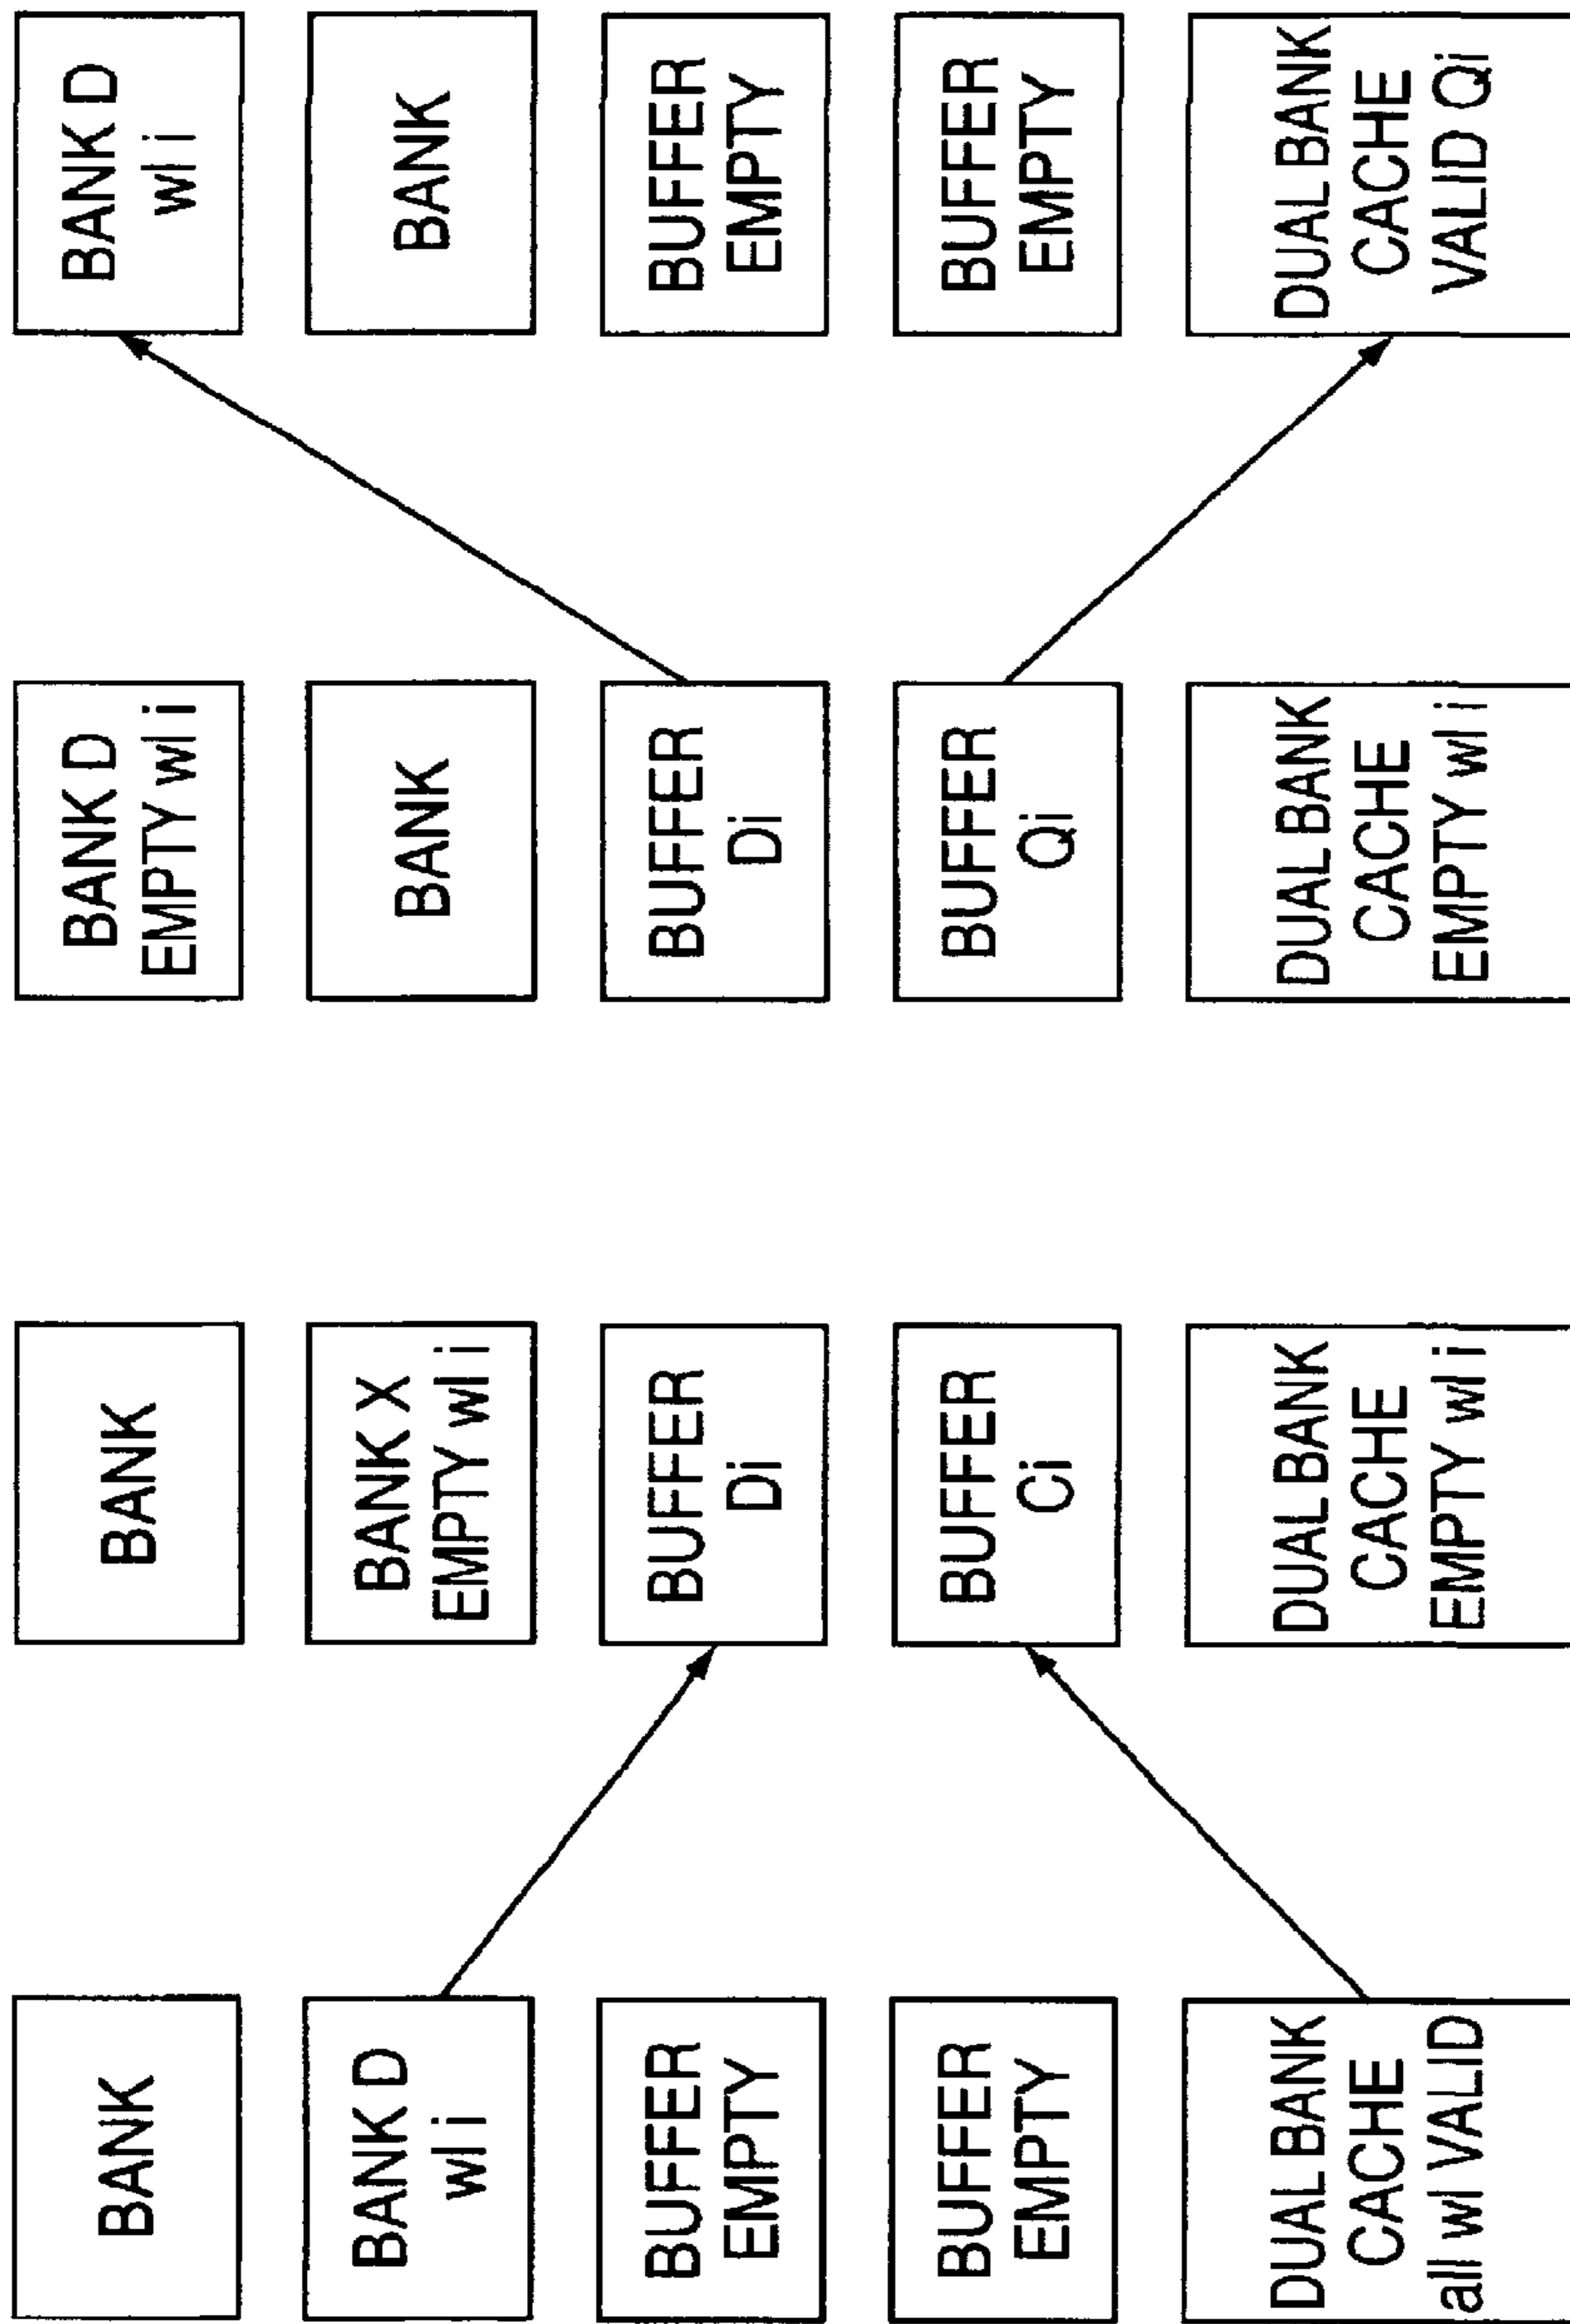 BANK
BANK D
wl i
BUFFER
EMPTY
BUFFER
EMPTY
DUAL BANK
CACHE
all wl VALID
BANK
BANK X
EMPTY wl i
BUFFER
Di
BUFFER
Ci
DUAL BANK
CACHE
EMPTY wl i
BANK D
EMPTY wl i
BANK
BUFFER
Di
BUFFER
Qi
DUAL BANK
CACHE
EMPTY wl i
BANK D
wl i
BANK
BUFFER
EMPTY
BUFFER
EMPTY
DUAL BANK
CACHE
VALID Qi